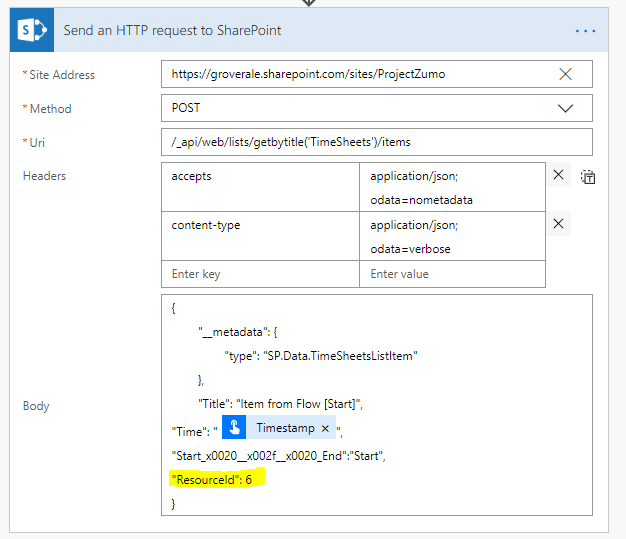 S
Send an HTTP request to SharePoint
...
* Site Address
https://groverale.sharepoint.com/sites/ProjectZumo
* Method
POST
* Uri
/_api/web/lists/getbytitle('TimeSheets')/items
Headers
accepts
application/json;
odata=nometadata
content-type
application/json;
odata=verbose
Enter key
Enter value
Body
{
"__metadata": {
"type": "SP.Data.TimeSheetsListItem"
},
"Title": "Item from Flow [Start]",
"Time": " Timestamp × ",
"Start_x0020__x002f__x0020_End":"Start",
"ResourceId": 6
}